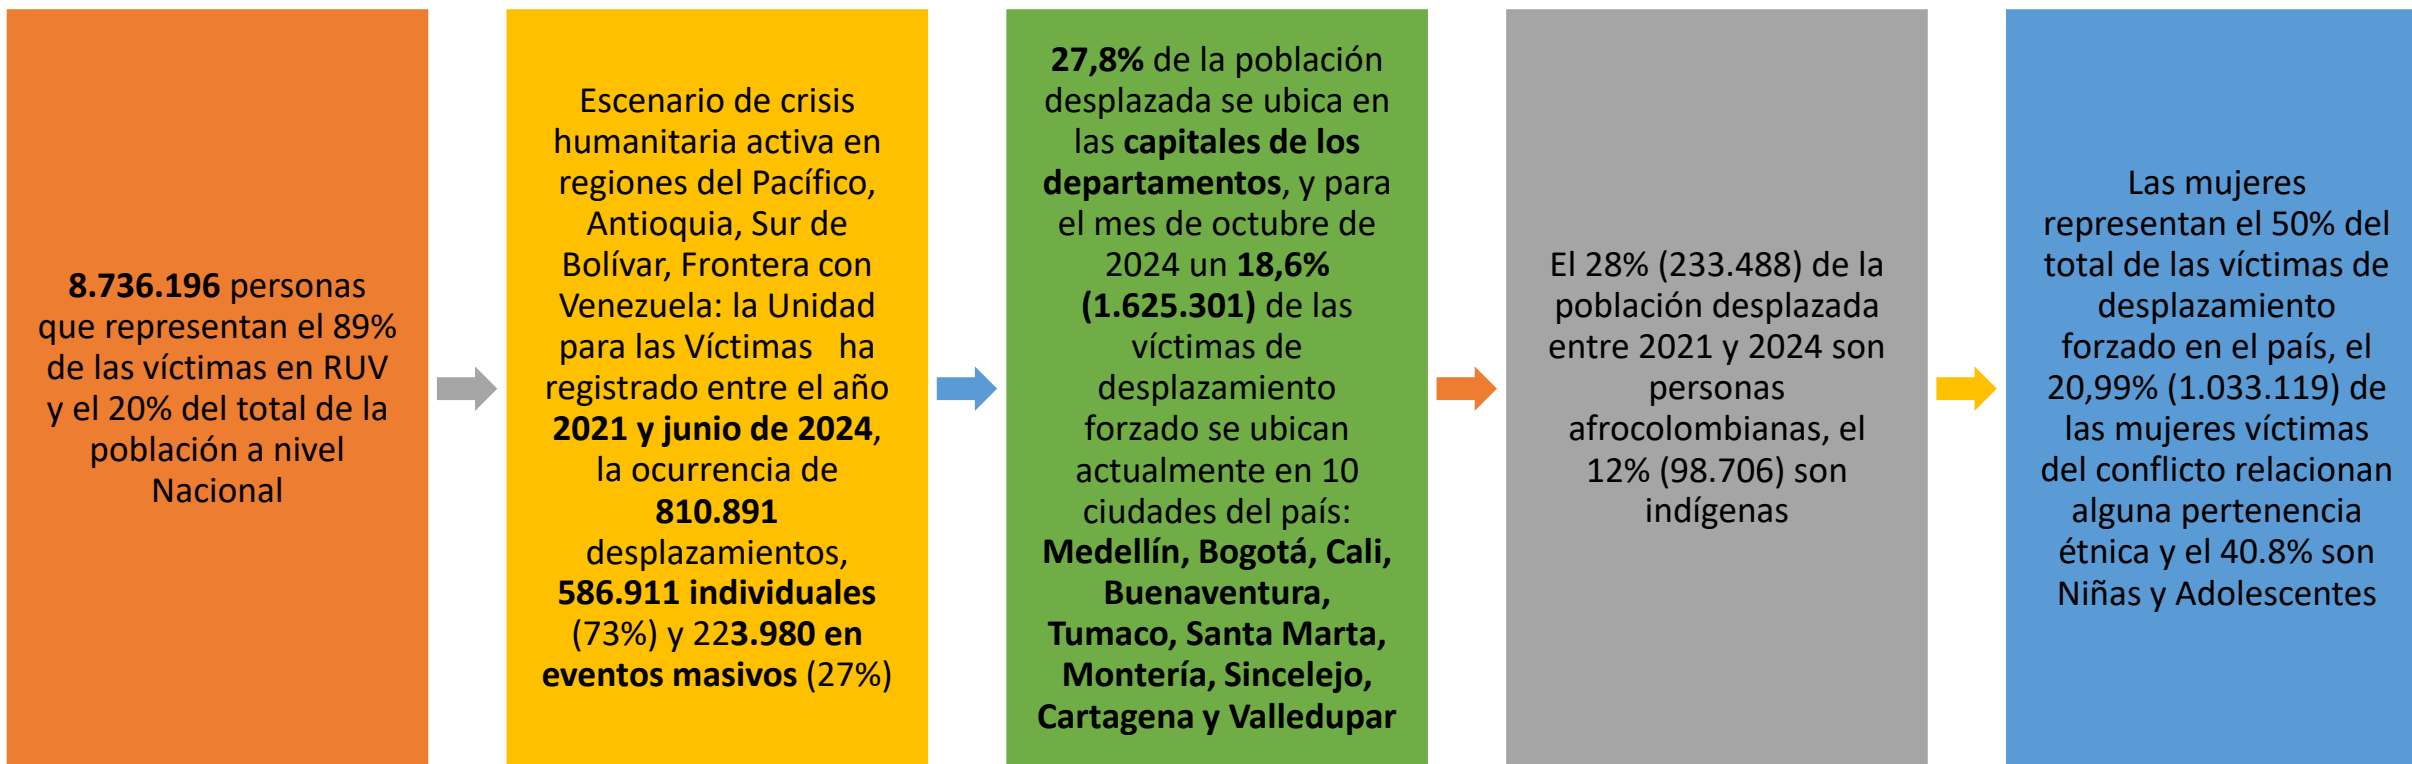 8.736.196 personas
que representan el 89%
de las víctimas en RUV
y el 20% del total de la
población a nivel
Nacional
Escenario de crisis
humanitaria activa en
regiones del Pacífico,
Antioquia, Sur de
Bolívar, Frontera con
Venezuela: la Unidad
para las Víctimas ha
registrado entre el año
2021 y junio de 2024,
la ocurrencia de
810.891
desplazamientos,
586.911 individuales
(73%) y 223.980 en
eventos masivos (27%)
27,8% de la población
desplazada se ubica en
las capitales de los
departamentos, y para
el mes de octubre de
2024 un 18,6%
(1.625.301) de las
víctimas de
desplazamiento
forzado se ubican
actualmente en 10
ciudades del país:
Medellín, Bogotá, Cali,
Buenaventura,
Tumaco, Santa Marta,
Montería, Sincelejo,
Cartagena y Valledupar
El 28% (233.488) de la
población desplazada
entre 2021 y 2024 son
personas
afrocolombianas, el
12% (98.706) son
indígenas
Las mujeres
representan el 50% del
total de las víctimas de
desplazamiento
forzado en el país, el
20,99% (1.033.119) de
las mujeres víctimas
del conflicto relacionan
alguna pertenencia
étnica y el 40.8% son
Niñas y Adolescentes